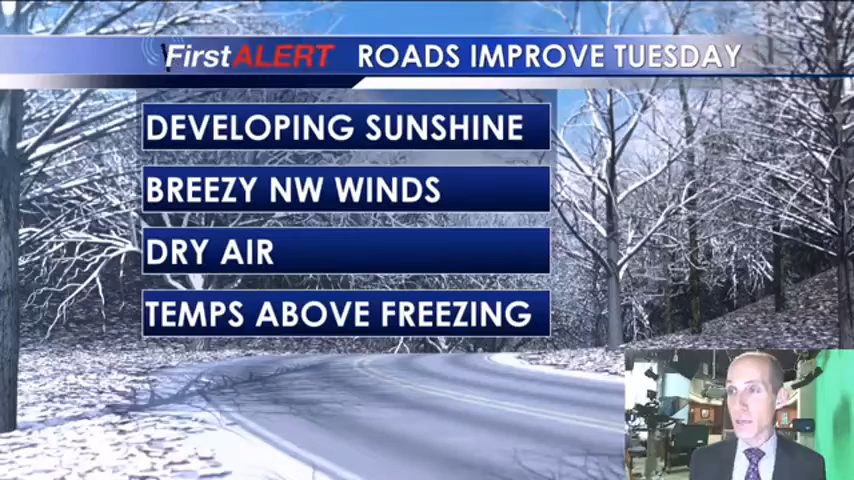 FirstALERT ROADS IMPROVE TUESDAY
DEVELOPING SUNSHINE
BREEZY NW WINDS
DRY AIR
TEMPS ABOVE FREEZING